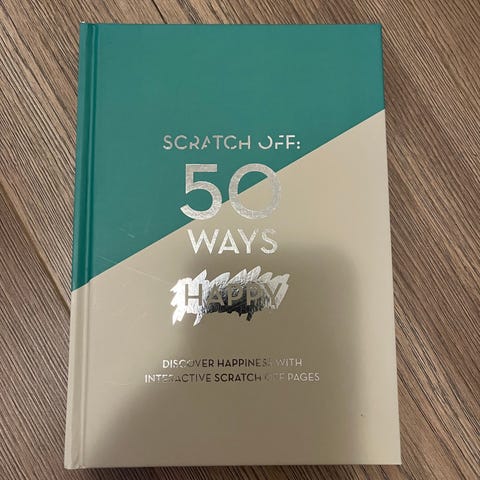 SCRATCH OFF:
50
WAYS
HAPPY
DISCOVER HAPPINESS WITH
INTERACTIVE SCRATCH OFF PAGES